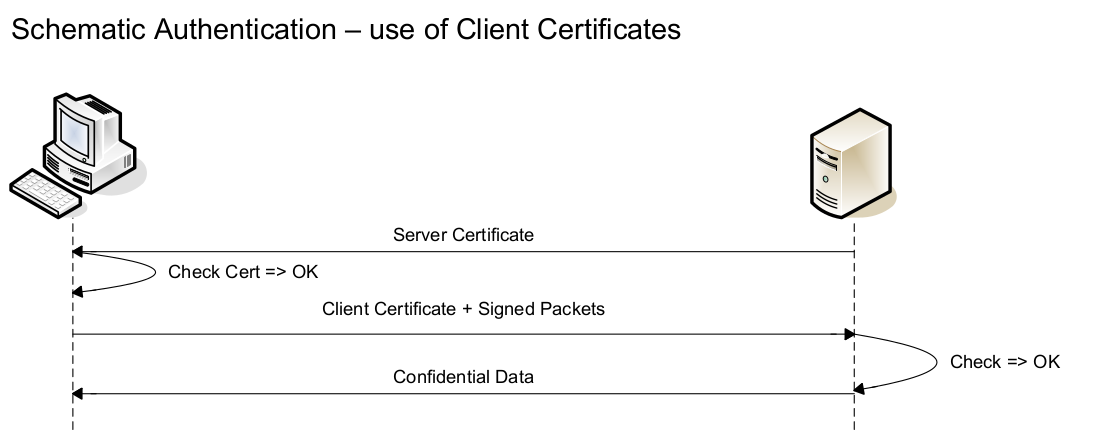 Schematic Authentication – use of Client Certificates
Server Certificate
Check Cert => OK
Client Certificate + Signed Packets
Check => OK
Confidential Data